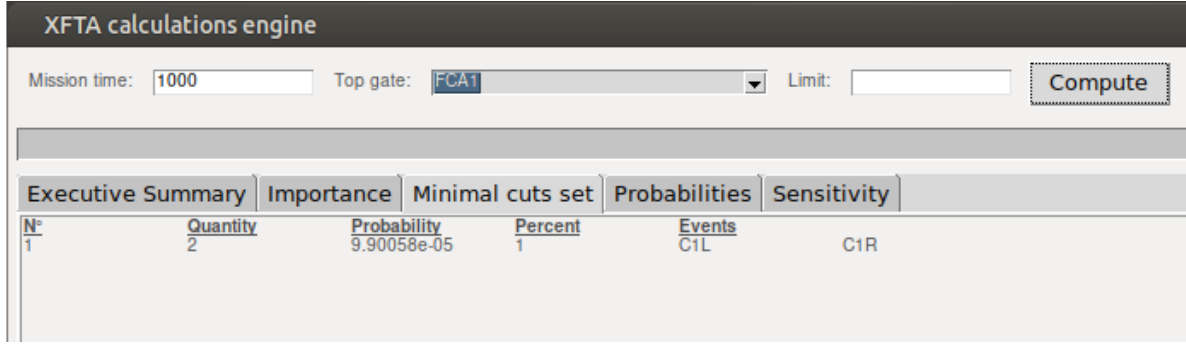 XFTA calculations engine
Mission time: 1000 Top gate: FCA1 Limit: Compute
Executive Summary Importance Minimal cuts set Probabilities Sensitivity
N° Quantity Probability Percent Events
1 2 9.90058e-05 1 C1L C1R